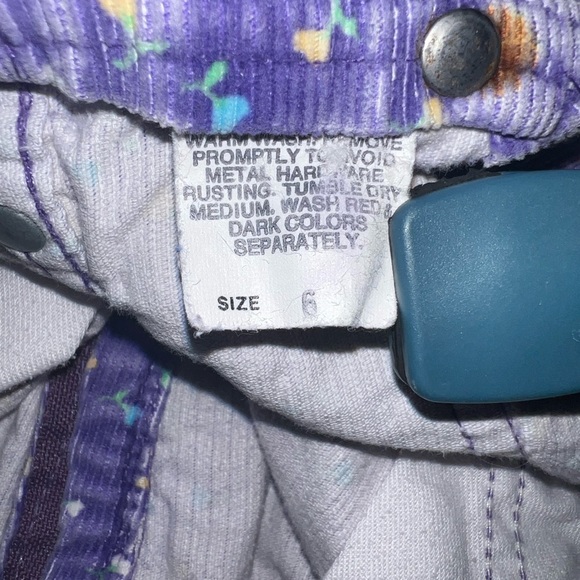 WARM WASH. REMOVE
PROMPTLY TO AVOID
METAL HARDWARE
RUSTING. TUMBLE DRY
MEDIUM. WASH RED &
DARK COLORS
SEPARATELY.
SIZE 6